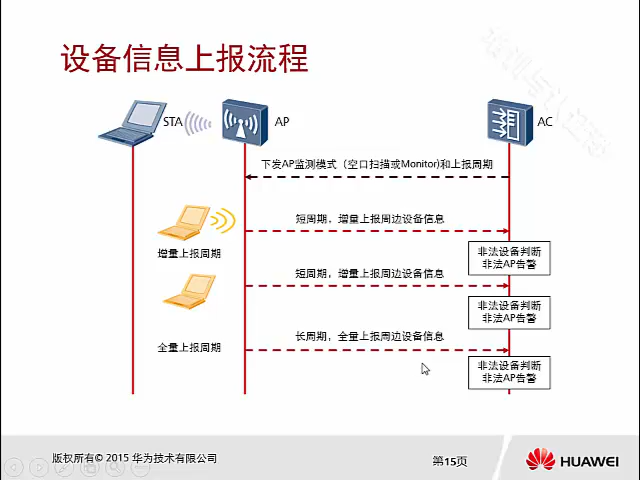 设备信息上报流程
培训与认证部
STA
AP
AC
下发AP监测模式（空口扫描或Monitor)和上报周期
短周期，增量上报周边设备信息
增量上报周期
非法设备判断
非法AP告警
短周期，增量上报周边设备信息
非法设备判断
非法AP告警
长周期，全量上报周边设备信息
全量上报周期
非法设备判断
非法AP告警
版权所有© 2015 华为技术有限公司
第15页
HUAWEI